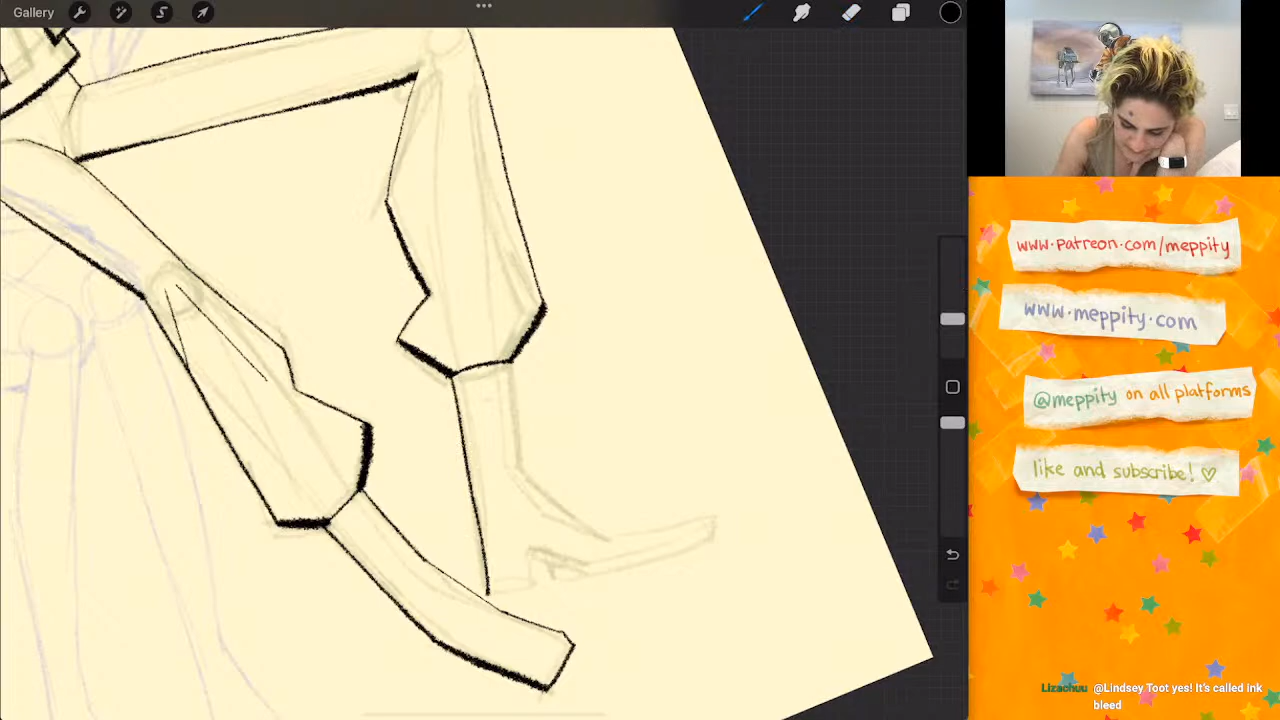 Gallery
www.patreon.com/meppity
www.meppity.com
@meppity on all platforms
like and subscribe! ♡
Lizachuu @Lindsey Toot yes! It's called ink
bleed